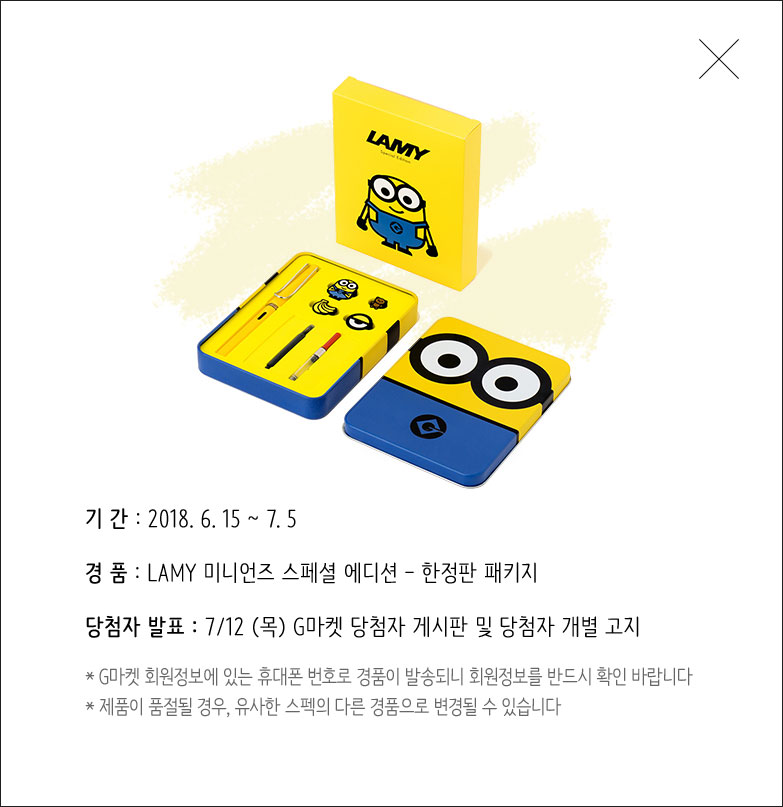 LAMY
Special Edition
기 간 : 2018. 6. 15 ~ 7. 5
경 품 : LAMY 미니언즈 스페셜 에디션 - 한정판 패키지
당첨자 발표 : 7/12 (목) G마켓 당첨자 게시판 및 당첨자 개별 고지
* G마켓 회원정보에 있는 휴대폰 번호로 경품이 발송되니 회원정보를 반드시 확인 바랍니다
* 제품이 품절될 경우, 유사한 스펙의 다른 경품으로 변경될 수 있습니다